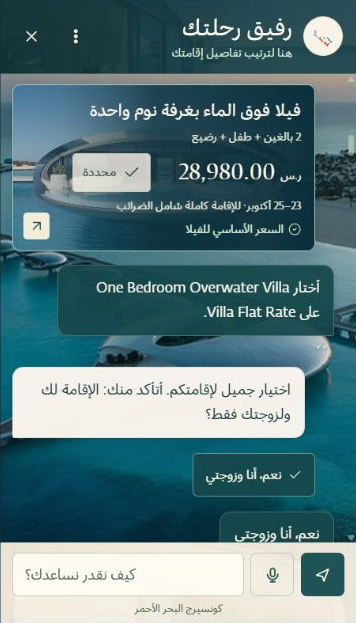 رفيق رحلتك
هنا لترتيب تفاصيل إقامتك
فيلا فوق الماء بغرفة نوم واحدة
2 بالغين + طفل + رضيع
ر.س 28,980.00
محددة
23–25 أكتوبر · للإقامة كاملة شامل الضرائب
السعر الأساسي للفيلا
أختار One Bedroom Overwater Villa
على Villa Flat Rate.
اختيار جميل لإقامتكم. أتأكد منك: الإقامة لك
ولزوجتك فقط؟
نعم، أنا وزوجتي
نعم، أنا وزوجتي
كيف نقدر نساعدك؟
كونسيرج البحر الأحمر